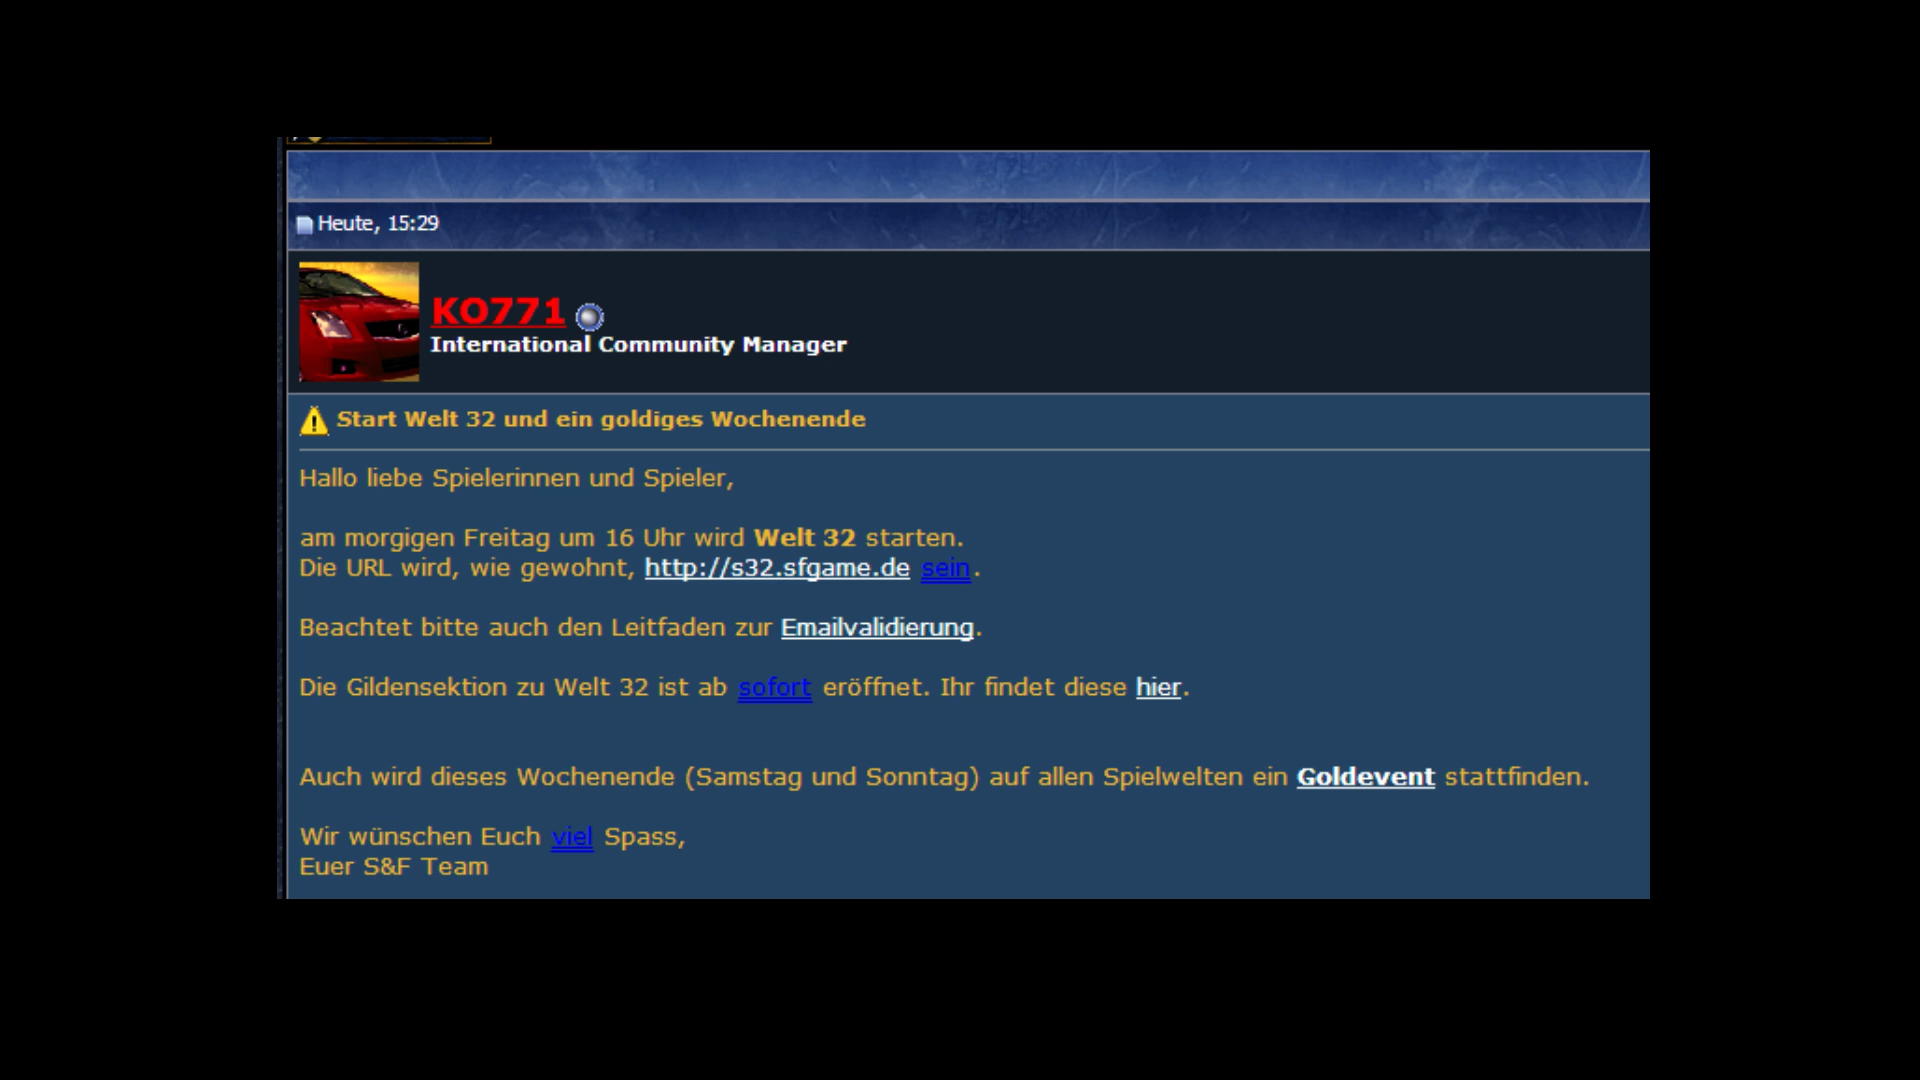 Heute, 15:29
KO771
International Community Manager
Start Welt 32 und ein goldiges Wochenende
Hallo liebe Spielerinnen und Spieler,
am morgigen Freitag um 16 Uhr wird Welt 32 starten.
Die URL wird, wie gewohnt, http://s32.sfgame.de sein.
Beachtet bitte auch den Leitfaden zur Emailvalidierung.
Die Gildensektion zu Welt 32 ist ab sofort eröffnet. Ihr findet diese hier.
Auch wird dieses Wochenende (Samstag und Sonntag) auf allen Spielwelten ein Goldevent stattfinden.
Wir wünschen Euch viel Spass,
Euer S&F Team